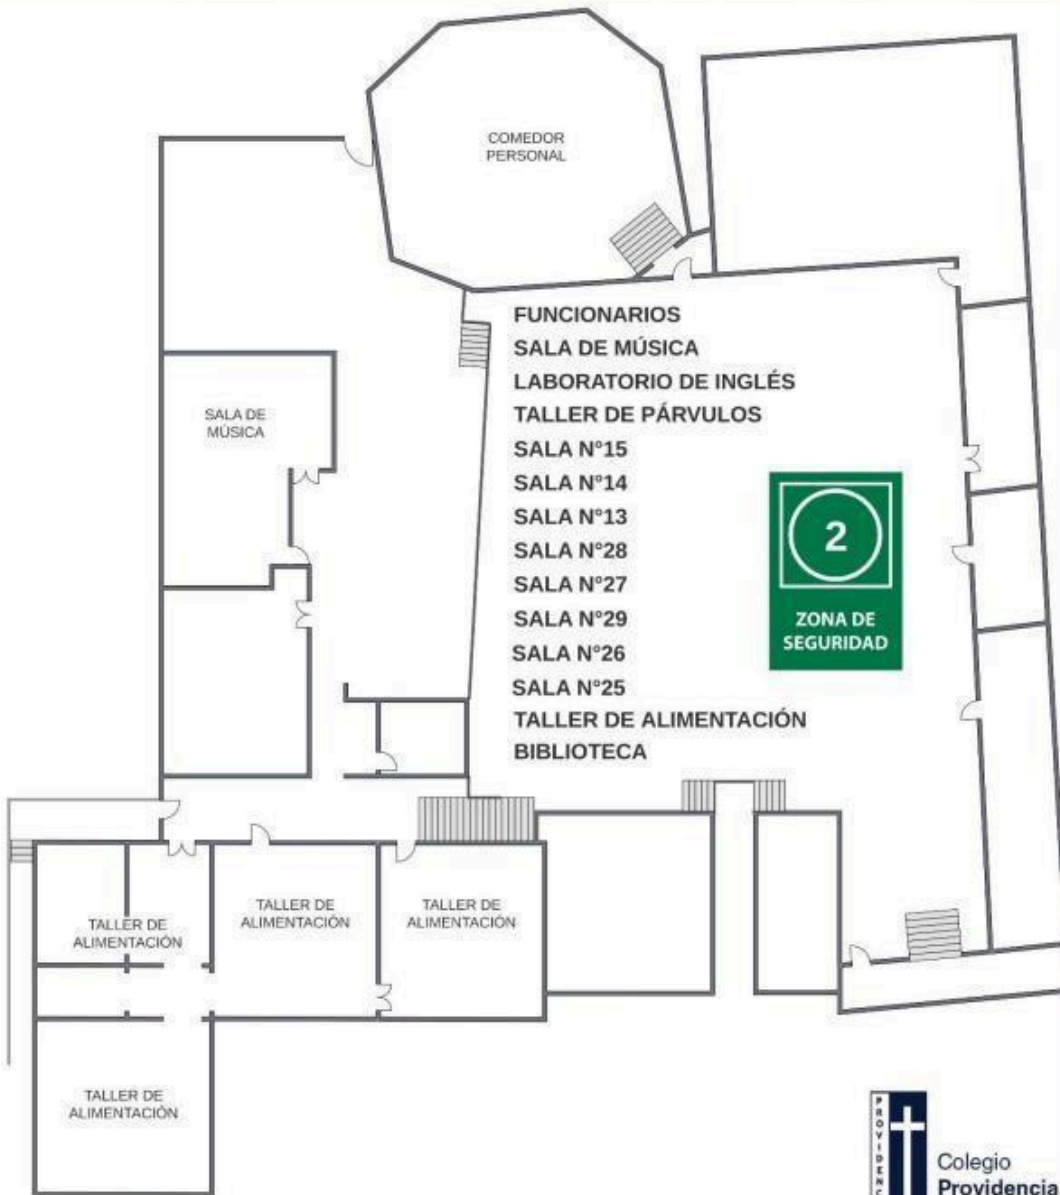 COMEDOR
PERSONAL
FUNCIONARIOS
SALA DE MÚSICA
LABORATORIO DE INGLÉS
TALLER DE PÁRVULOS
SALA N°15
SALA N°14
SALA N°13
SALA N°28
SALA N°27
SALA N°29
SALA N°26
SALA N°25
TALLER DE ALIMENTACIÓN
BIBLIOTECA
SALA DE
MÚSICA
2
ZONA DE
SEGURIDAD
TALLER DE
ALIMENTACIÓN
TALLER DE
ALIMENTACIÓN
TALLER DE
ALIMENTACIÓN
TALLER DE
ALIMENTACIÓN
PROVIDENC
Colegio
Providencia